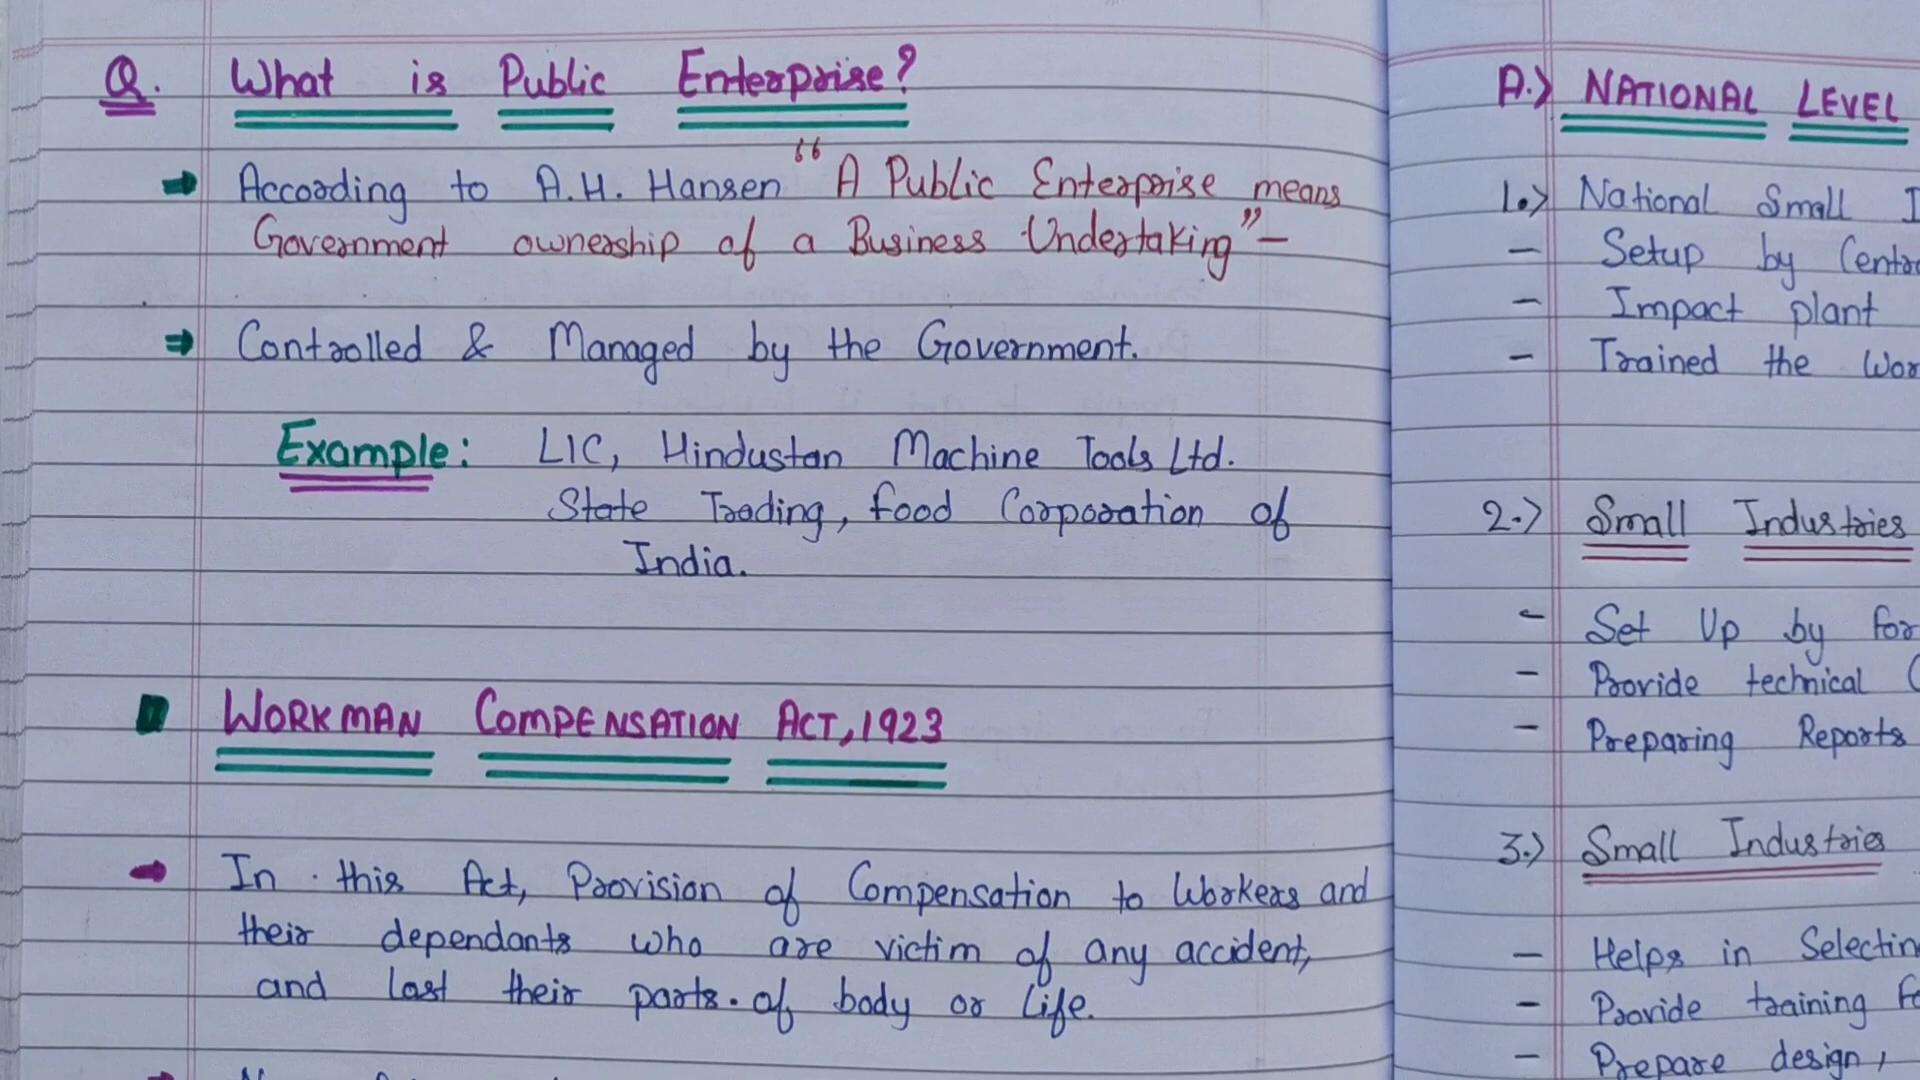 Q. What is Public Enterprise?
According to A.H. Hansen "A Public Enterprise means
Government ownership of a Business Undertaking" –
Controlled & Managed by the Government.
Example: LIC, Hindustan Machine Tools Ltd.
State Trading, Food Corporation of
India.
WORKMAN COMPENSATION ACT, 1923
In this Act, Provision of Compensation to Workers and
their dependants who are victim of any accident,
and lost their parts of body or Life.
A.) NATIONAL LEVEL
1.) National Small
– Setup by
– Impact plant
– Trained the
2.) Small Industries
– Set Up by
– Provide technical
– Preparing Reports
3.) Small Industries
– Helps in
– Provide training
– Prepare design,